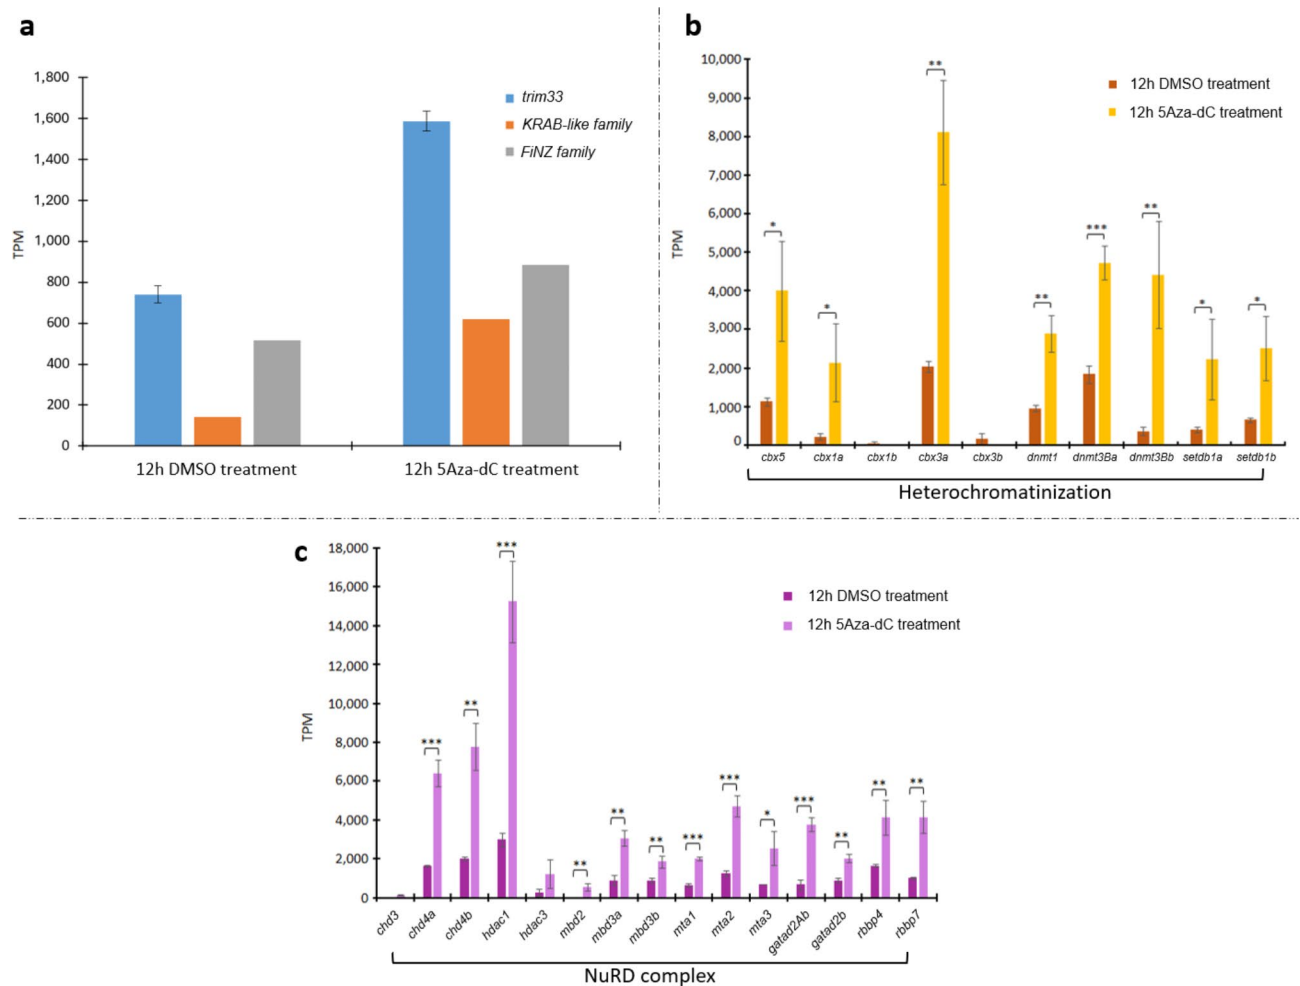 a
1,800
1,600
1,400
1,200
1,000
800
600
400
200
0
TPM
trim33
KRAB-like family
FiNZ family
12h DMSO treatment
12h 5Aza-dC treatment
b
10,000
9,000
8,000
7,000
6,000
5,000
4,000
3,000
2,000
1,000
0
TPM
12h DMSO treatment
12h 5Aza-dC treatment
* * ** ** *** ** * *
cbx5 cbx1a cbx1b cbx3a cbx3b dnmt1 dnmt3Ba dnmt3Bb setdb1a setdb1b
Heterochromatinization
c
18,000
16,000
14,000
12,000
10,000
8,000
6,000
4,000
2,000
0
TPM
12h DMSO treatment
12h 5Aza-dC treatment
*** ** *** ** ** ** *** *** * *** ** ** **
chd3 chd4a chd4b hdac1 hdac3 mbd2 mbd3a mbd3b mta1 mta2 mta3 gatad2Ab gatad2b rbbp4 rbbp7
NuRD complex